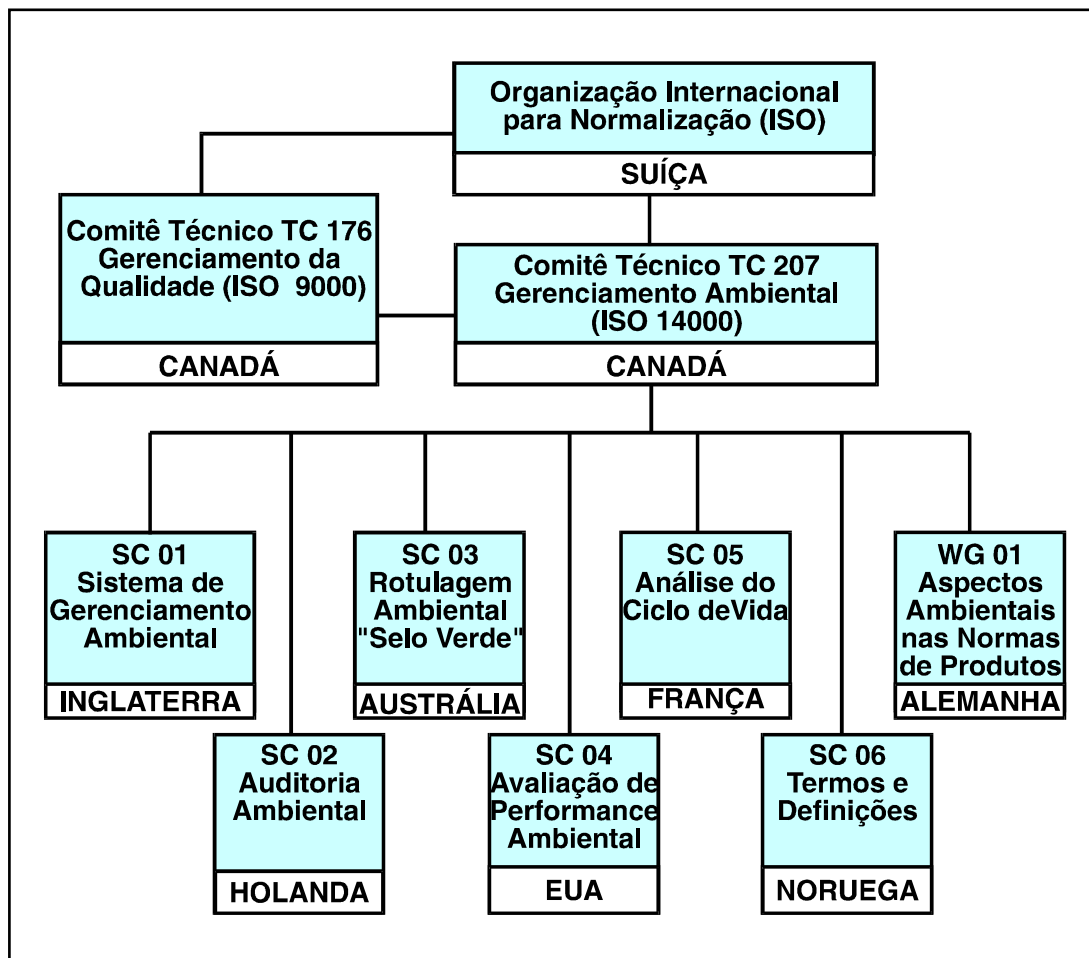 Organização Internacional
para Normalização (ISO)
SUÍÇA
Comitê Técnico TC 176
Gerenciamento da
Qualidade (ISO 9000)
CANADÁ
Comitê Técnico TC 207
Gerenciamento Ambiental
(ISO 14000)
CANADÁ
SC 01
Sistema de
Gerenciamento
Ambiental
INGLATERRA
SC 03
Rotulagem
Ambiental
"Selo Verde"
AUSTRÁLIA
SC 05
Análise do
Ciclo deVida
FRANÇA
WG 01
Aspectos
Ambientais
nas Normas
de Produtos
ALEMANHA
SC 02
Auditoria
Ambiental
HOLANDA
SC 04
Avaliação de
Performance
Ambiental
EUA
SC 06
Termos e
Definições
NORUEGA